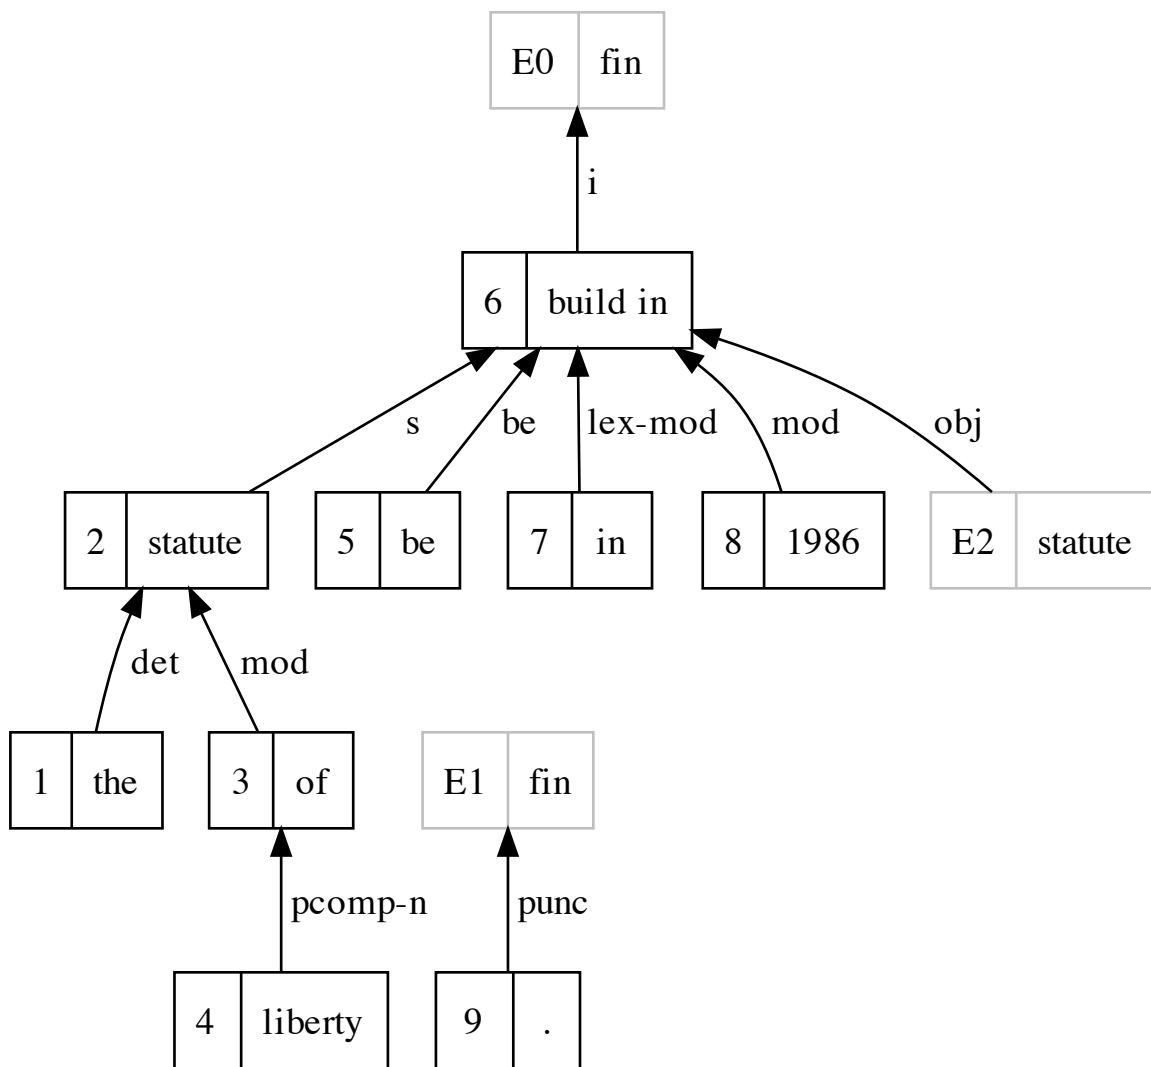 E0 fin
i
6 build in
s be lex-mod mod obj
2 statute 5 be 7 in 8 1986 E2 statute
det mod
1 the 3 of E1 fin
pcomp-n punc
4 liberty 9 .